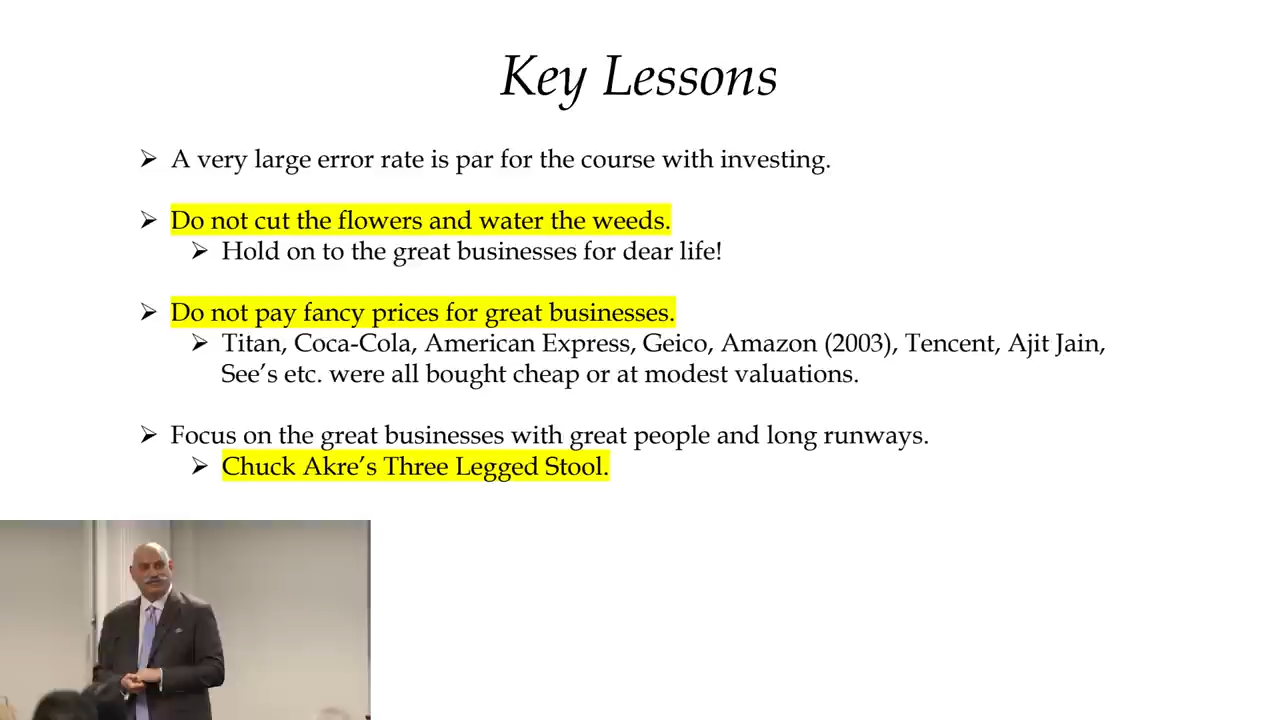 Key Lessons
➢ A very large error rate is par for the course with investing.
➢ Do not cut the flowers and water the weeds.
➢ Hold on to the great businesses for dear life!
➢ Do not pay fancy prices for great businesses.
➢ Titan, Coca-Cola, American Express, Geico, Amazon (2003), Tencent, Ajit Jain,
See’s etc. were all bought cheap or at modest valuations.
➢ Focus on the great businesses with great people and long runways.
➢ Chuck Akre’s Three Legged Stool.